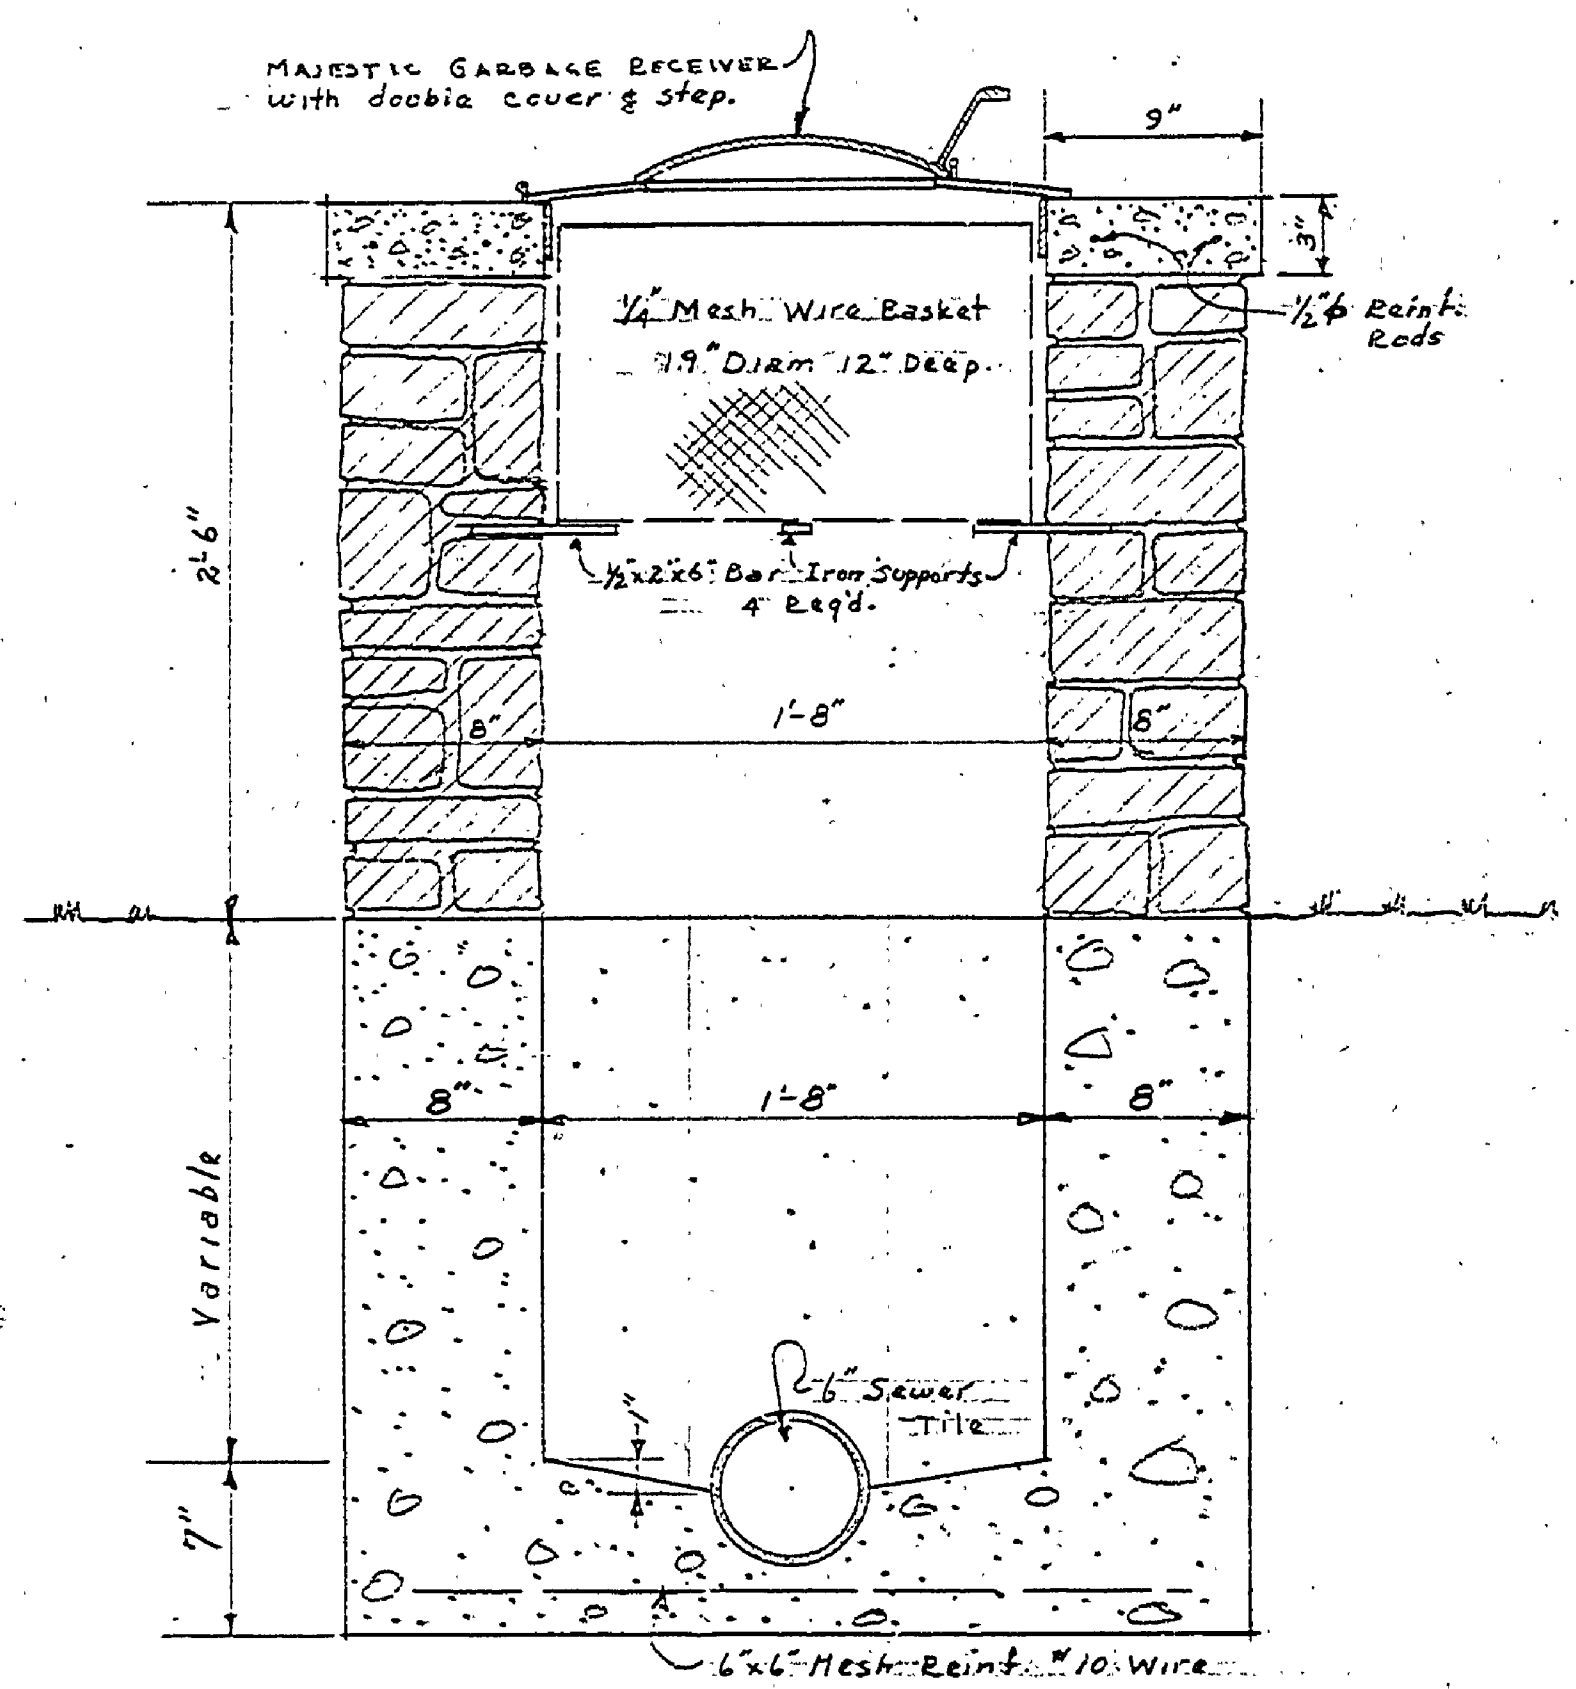 MAJESTIC GARBAGE RECEIVER
with double cover & step.
9"
3"
1/4" Mesh Wire Basket
19" Diam 12" Deep.
1/2"ϕ Reinf.
Rods
2'-6"
1/2"x2"x6" Bar Iron Supports
4 Req'd.
8"
1'-8"
8"
8"
1'-8"
8"
Variable
6" Sewer
Tile
1"
7"
6"x6" Mesh Reinf. #10 Wire